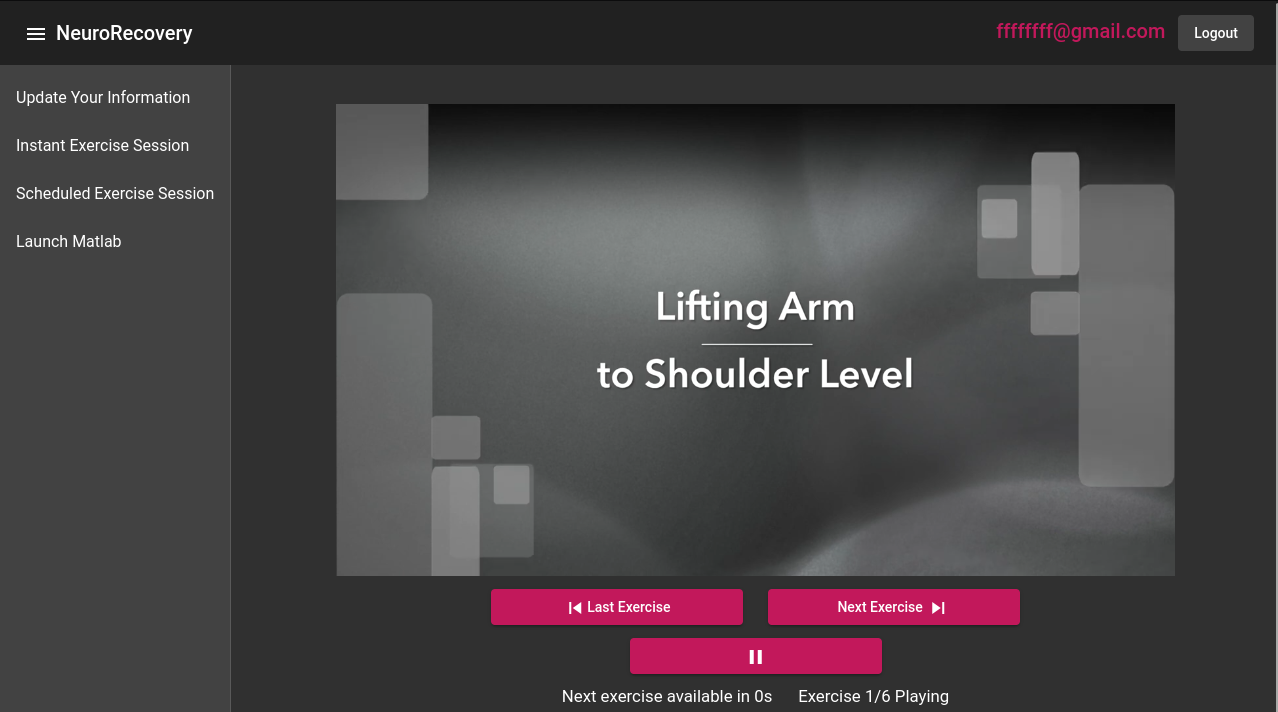 NeuroRecovery
ffffffff@gmail.com
Logout
Update Your Information
Instant Exercise Session
Scheduled Exercise Session
Launch Matlab
Lifting Arm
to Shoulder Level
Last Exercise
Next Exercise
Next exercise available in 0s
Exercise 1/6 Playing